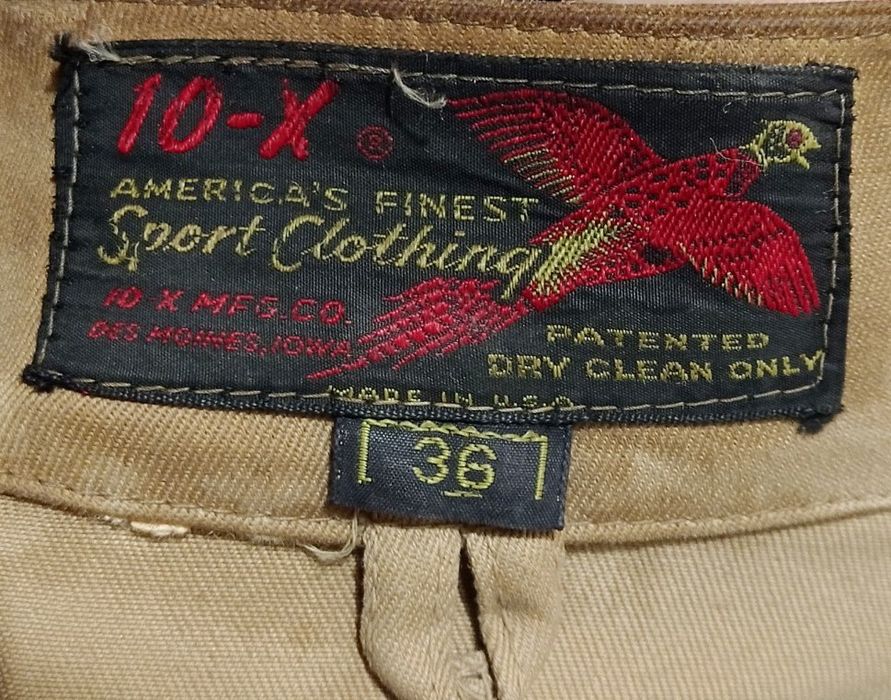 10-X ®
AMERICA'S FINEST
Sport Clothing
10 X MFG. CO.
DES MOINES, IOWA
PATENTED
DRY CLEAN ONLY
MADE IN U.S.A.
36